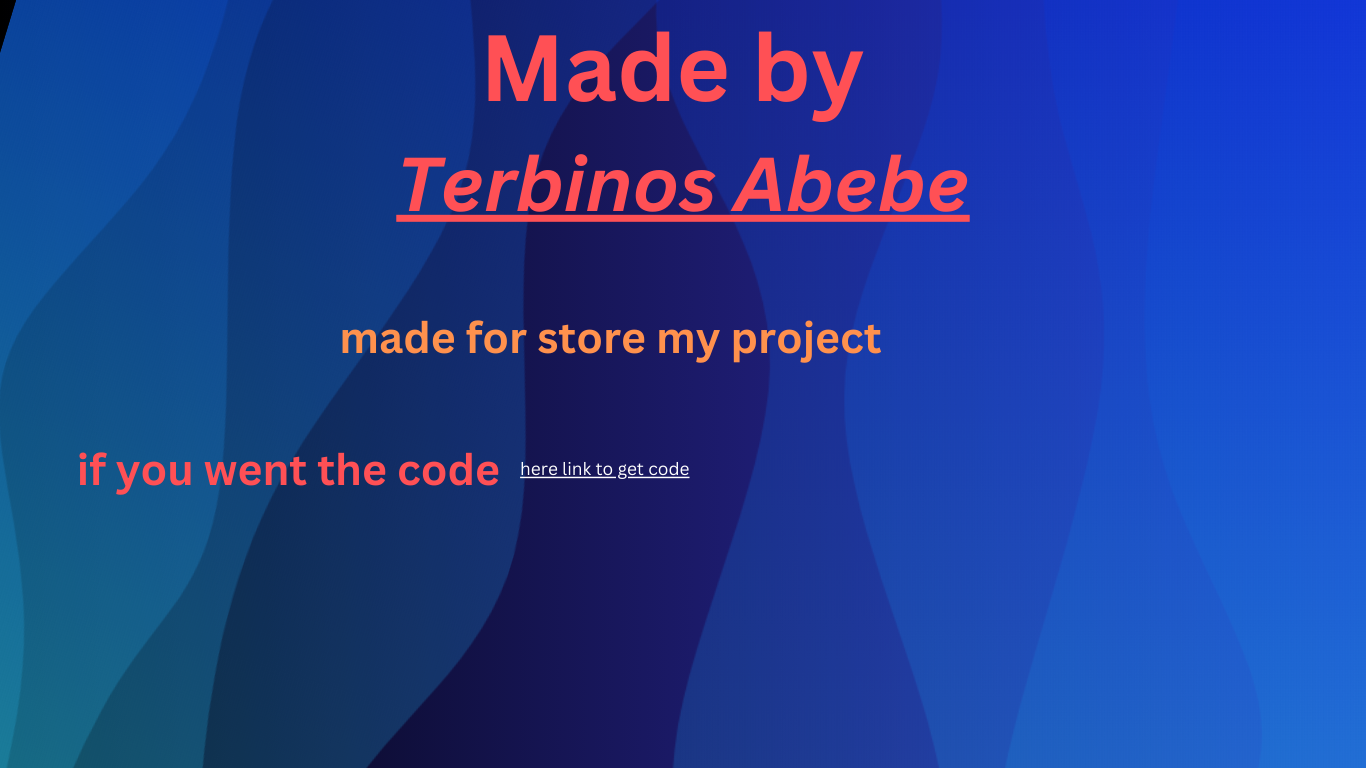 Made by
Terbinos Abebe
made for store my project
if you went the code here link to get code